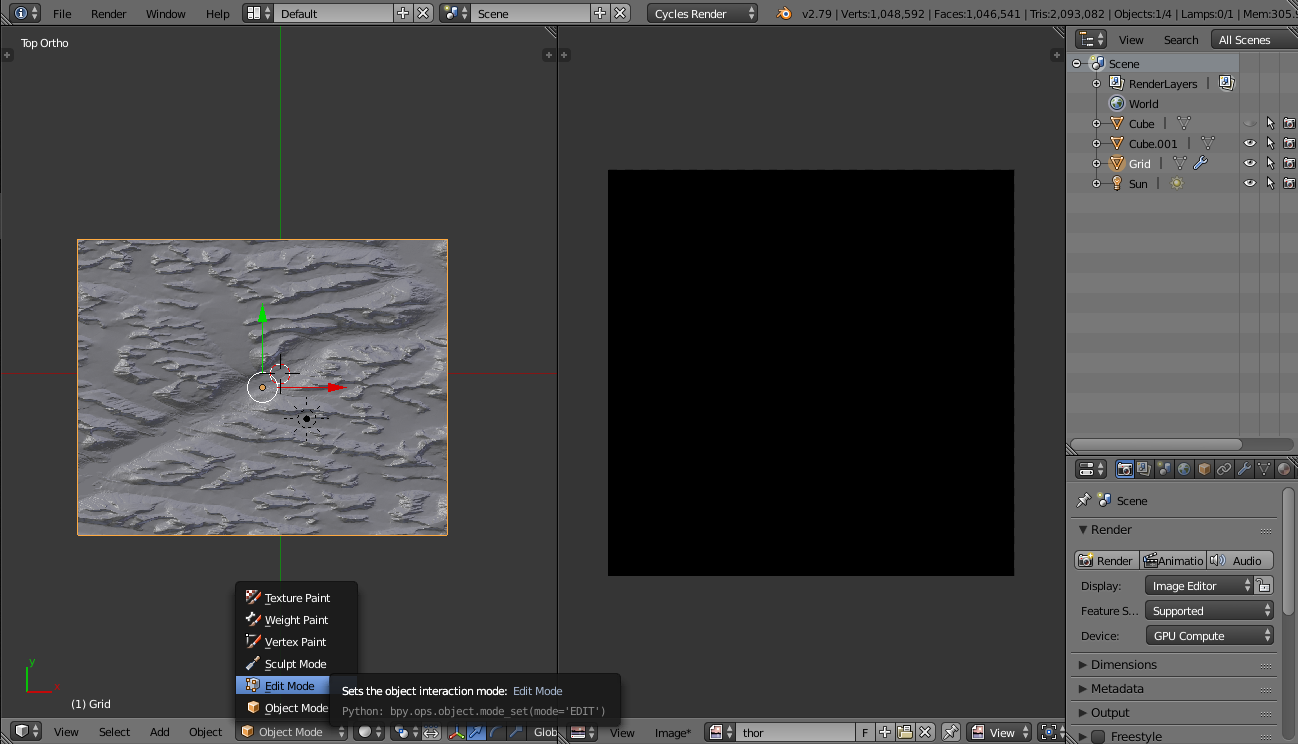 File Render Window Help Default Scene Cycles Render v2.79 | Verts:1,048,592 | Faces:1,046,541 | Tris:2,093,082 | Objects:1/4 | Lamps:0/1 | Mem:305.
Top Ortho
View Search All Scenes
Scene
RenderLayers |
World
Cube |
Cube.001 |
Grid |
Sun |
Scene
Render
Render Animatio Audio
Display: Image Editor
Feature S... Supported
Device: GPU Compute
Dimensions
Metadata
Output
Freestyle
Texture Paint
Weight Paint
Vertex Paint
Sculpt Mode
Edit Mode
Object Mode
Sets the object interaction mode: Edit Mode
Python: bpy.ops.object.mode_set(mode='EDIT')
y
x
(1) Grid
View Select Add Object Object Mode Glob
View Image* thor F View